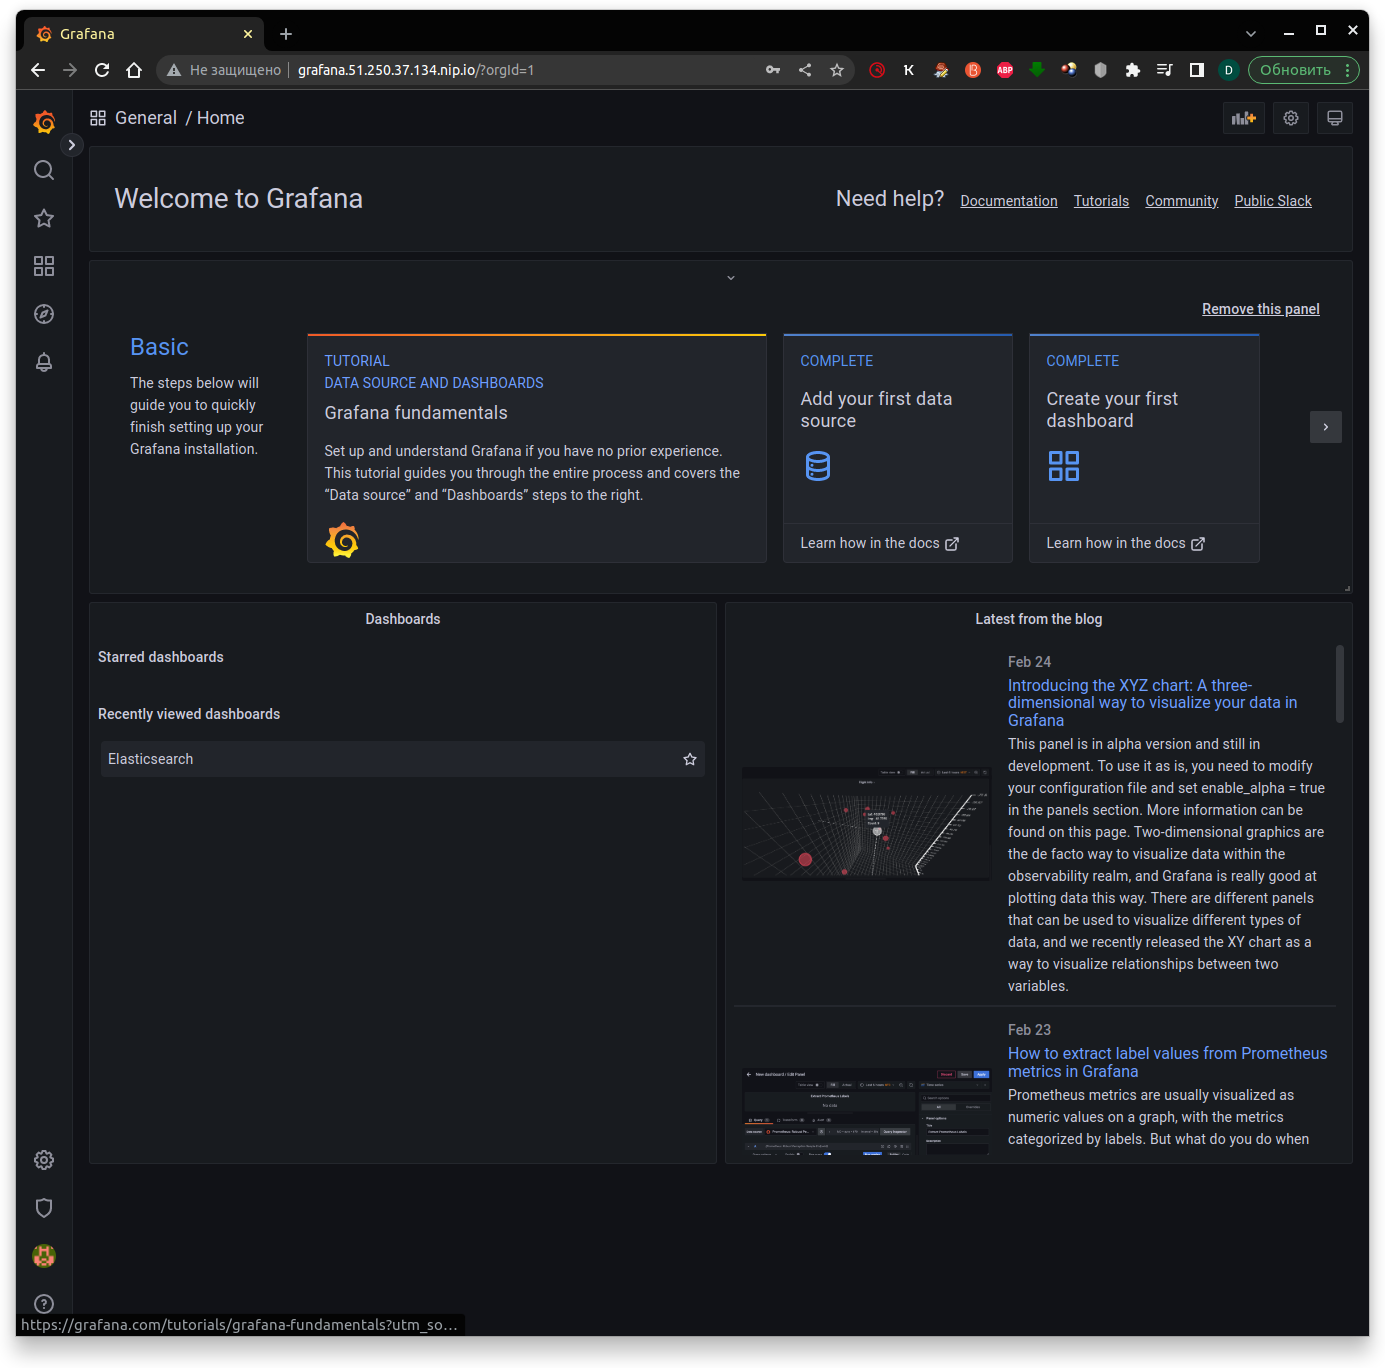 Grafana
Не защищено
grafana.51.250.37.134.nip.io/?orgId=1
K
ABP
D
Обновить
General / Home
Welcome to Grafana
Need help?
Documentation
Tutorials
Community
Public Slack
Remove this panel
Basic
The steps below will
guide you to quickly
finish setting up your
Grafana installation.
TUTORIAL
DATA SOURCE AND DASHBOARDS
Grafana fundamentals
Set up and understand Grafana if you have no prior experience.
This tutorial guides you through the entire process and covers the
“Data source” and “Dashboards” steps to the right.
COMPLETE
Add your first data
source
Learn how in the docs
COMPLETE
Create your first
dashboard
Learn how in the docs
Dashboards
Starred dashboards
Recently viewed dashboards
Elasticsearch
Latest from the blog
Feb 24
Introducing the XYZ chart: A three-
dimensional way to visualize your data in
Grafana
This panel is in alpha version and still in
development. To use it as is, you need to modify
your configuration file and set enable_alpha = true
in the panels section. More information can be
found on this page. Two-dimensional graphics are
the de facto way to visualize data within the
observability realm, and Grafana is really good at
plotting data this way. There are different panels
that can be used to visualize different types of
data, and we recently released the XY chart as a
way to visualize relationships between two
variables.
Feb 23
How to extract label values from Prometheus
metrics in Grafana
Prometheus metrics are usually visualized as
numeric values on a graph, with the metrics
categorized by labels. But what do you do when
New dashboard / Edit Panel
https://grafana.com/tutorials/grafana-fundamentals?utm_so…